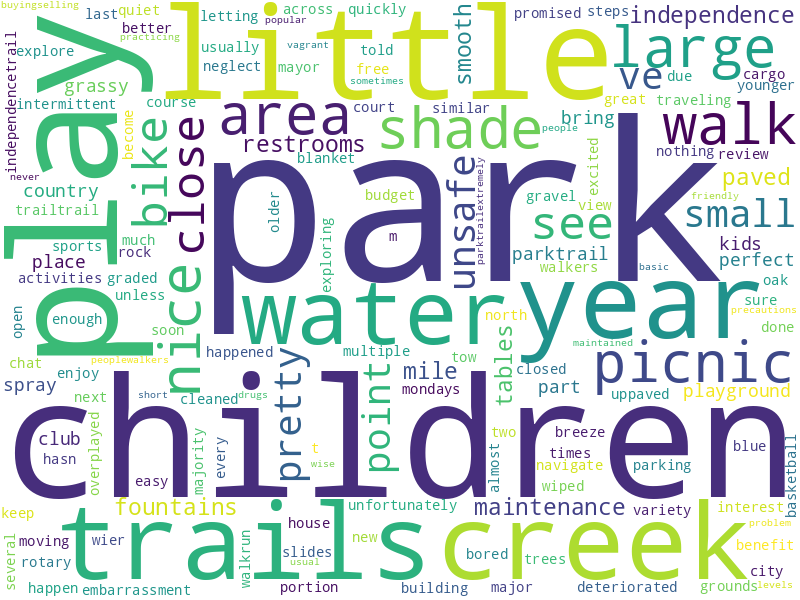 buyingselling
last
quiet
letting
across
quickly
promised
steps
independence
popular
little
smooth
better
practicing
usually
vagrant
told
large
explore
play
neglect
mayor
free
sometimes
ve
due
cargo
younger
grassy
independencetrail
intermittent
course
area
court
similar
great
traveling
become
bike
close
restrooms
shade
people
bring
walk
never
blanket
park
unsafe
excited
nothing
review
country
older
budget
parktrailextremely
gravel
view
paved
trailtrail
friendly
sports
much
rock
exploring
m
see
small
place
parktrail
kids
activities
graded
nice
walkers
basic
perfect
unless
water
year
oak
open
enough
soon
north
sure
precautions
done
chat
peoplewalkers
happened
multiple
tables
maintained
spray
enjoy
pretty
point
mile
tow
closed
picnic
next
short
cleaned
drugs
mondays
part
uppaved
playground
children
overplayed
club
majority
every
t
wise
almost
two
breeze
times
blue
basketball
hasn
easy
navigate
parking
wiped
keep
fountains
unfortunately
maintenance
variety
interest
moving
trails
house
new
creek
problem
several
rotary
wier
walkrun
slides
usual
bored
trees
benefit
city
happen
embarrassment
portion
building
major
deteriorated
grounds
levels